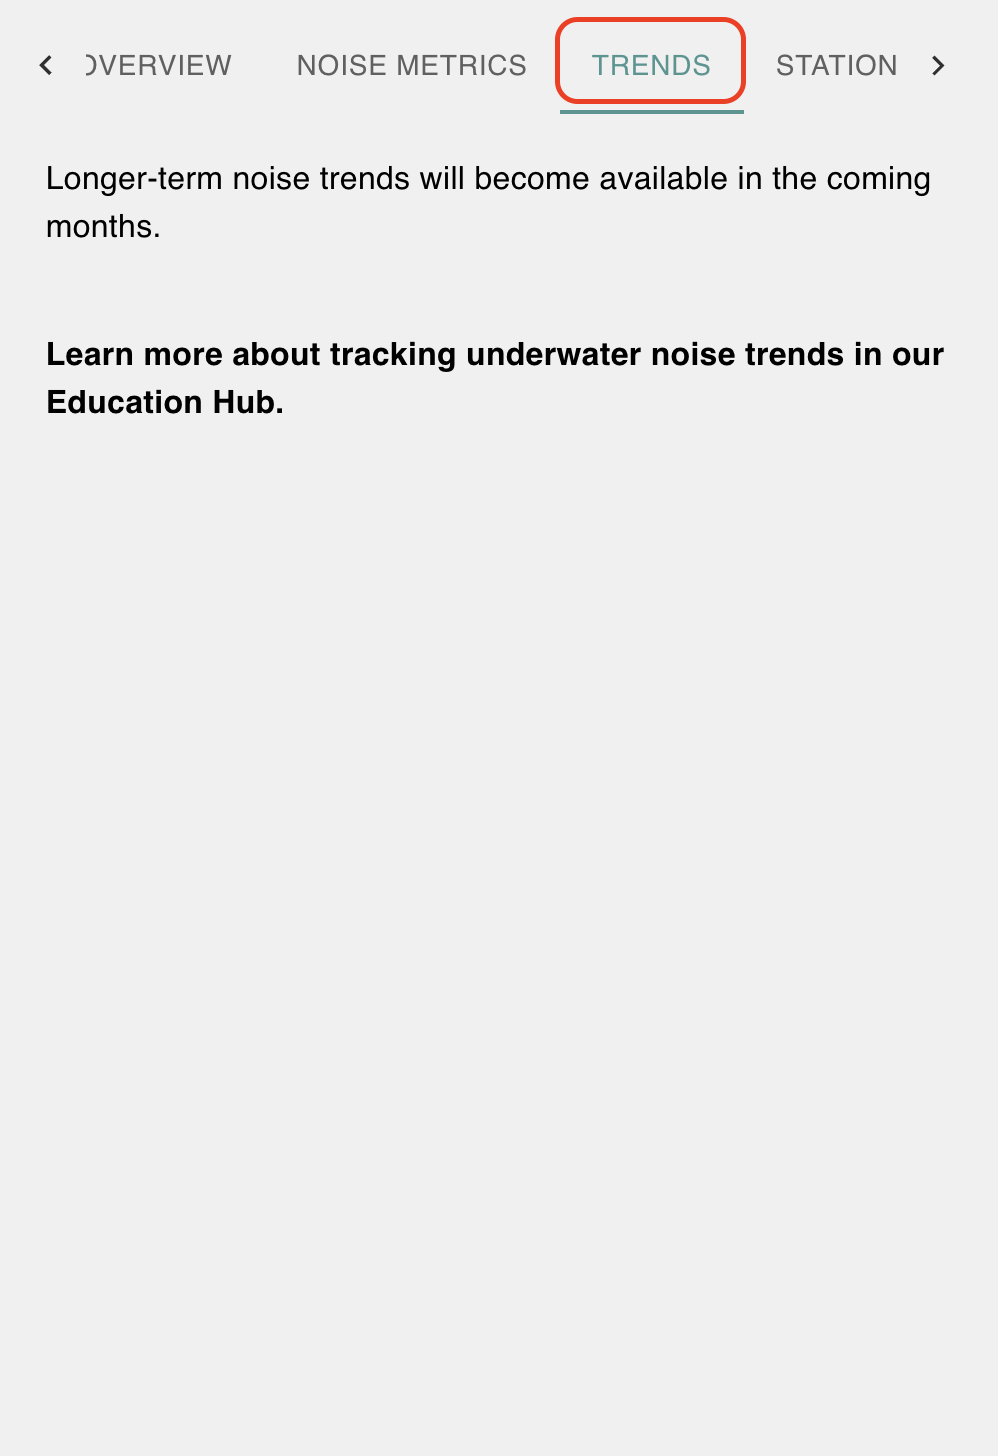 OVERVIEW NOISE METRICS TRENDS STATION
Longer-term noise trends will become available in the coming
months.
Learn more about tracking underwater noise trends in our
Education Hub.